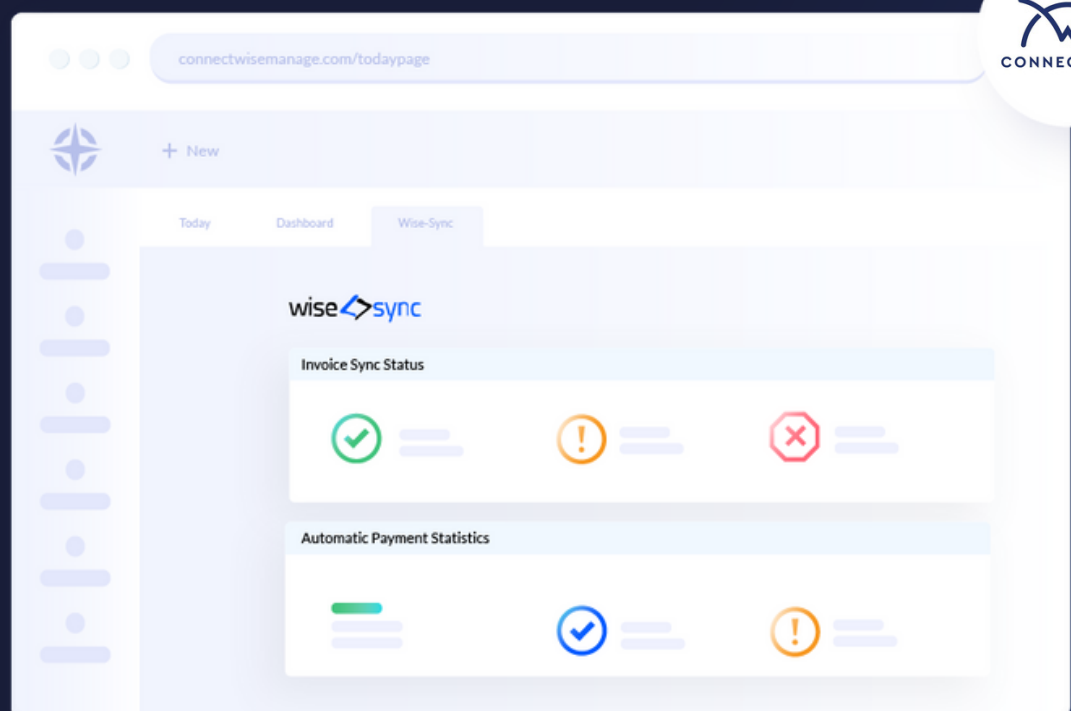 connectwisemanage.com/todaypage
CONNEC
+ New
Today
Dashboard
Wise-Sync
wise sync
Invoice Sync Status
Automatic Payment Statistics